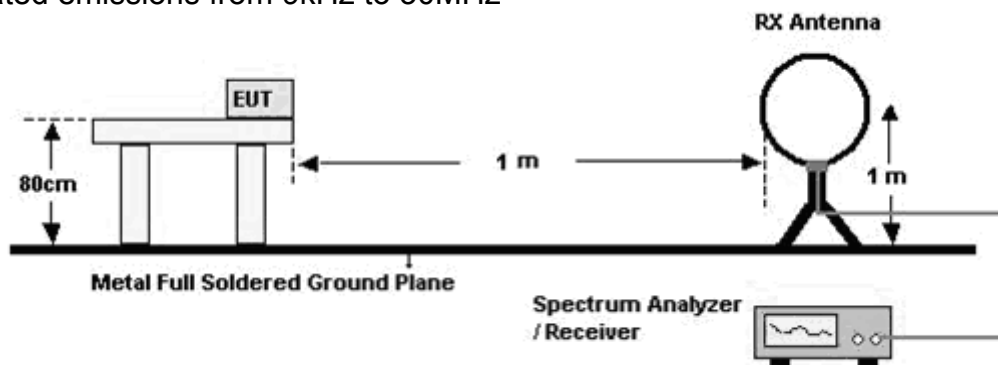 RX Antenna
EUT
1 m
80cm
1 m
Metal Full Soldered Ground Plane
Spectrum Analyzer
/ Receiver